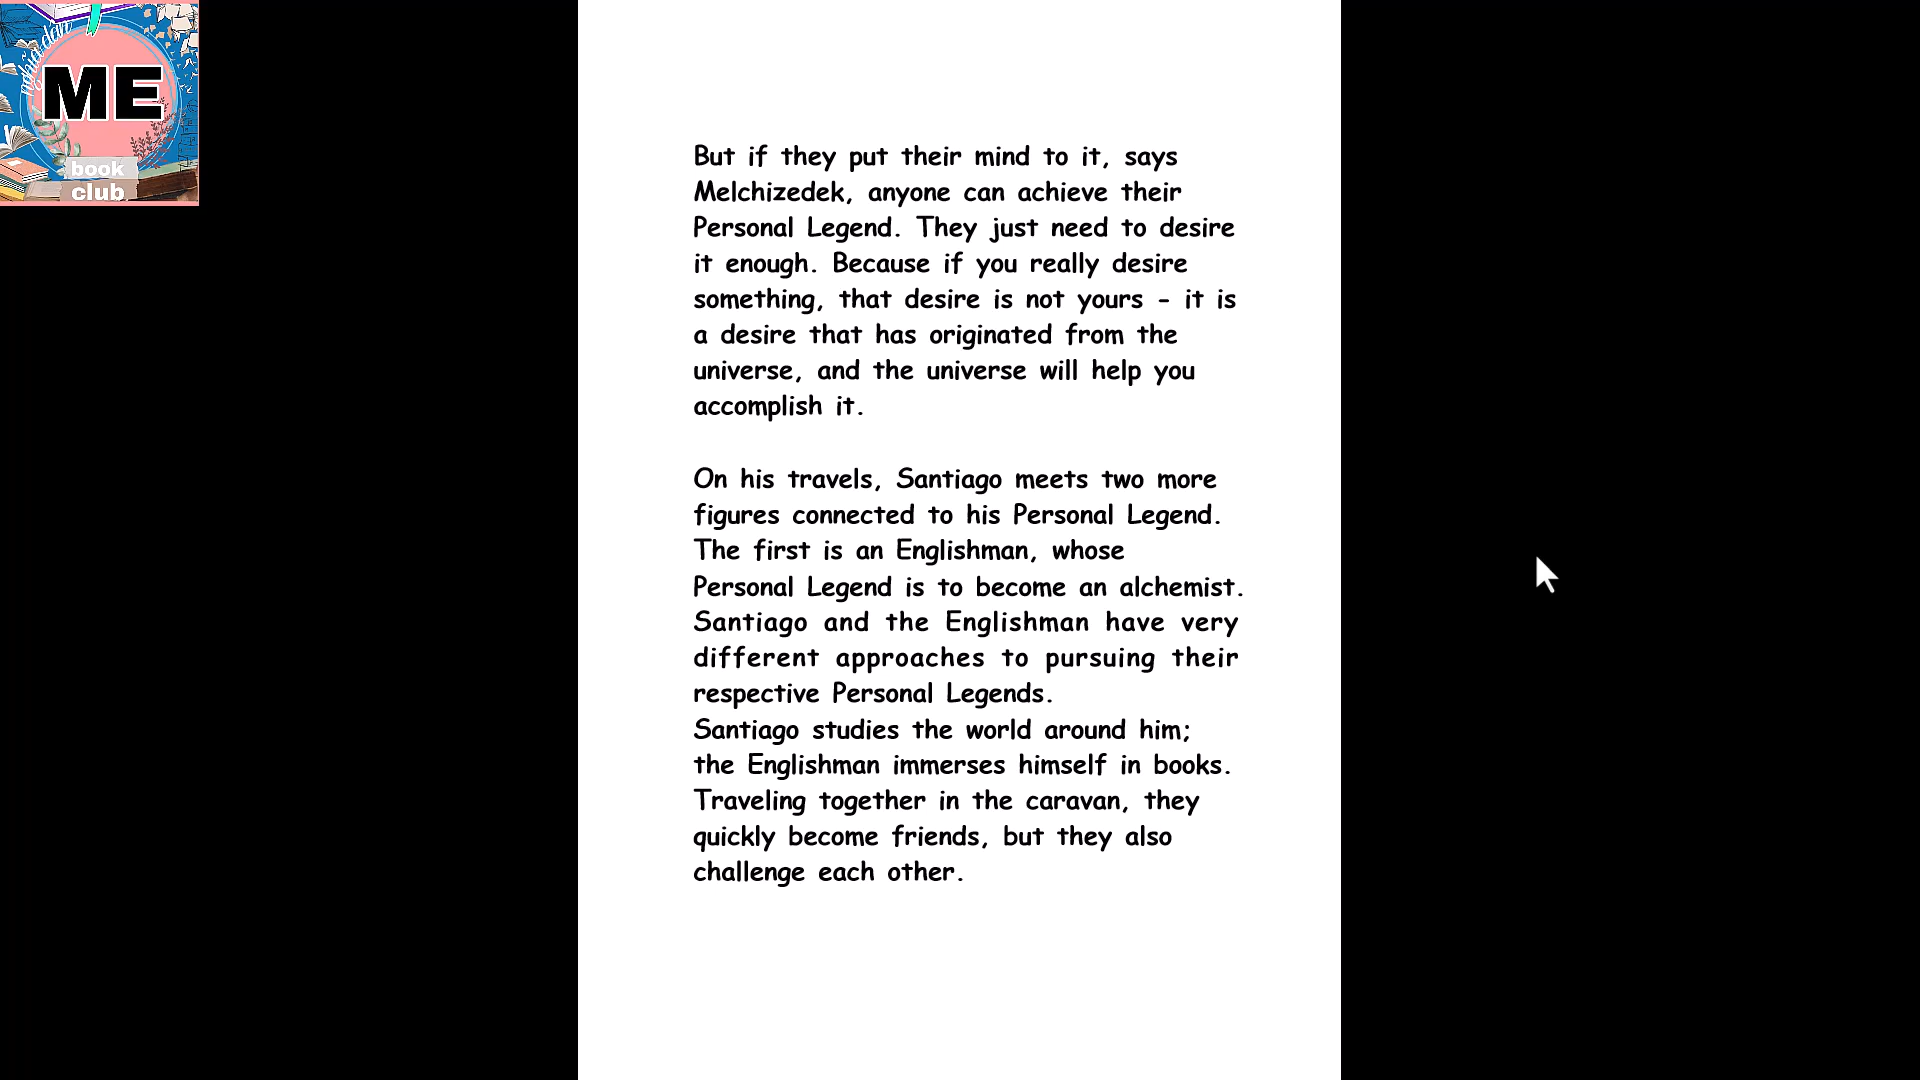 ME
book
club
But if they put their mind to it, says
Melchizedek, anyone can achieve their
Personal Legend. They just need to desire
it enough. Because if you really desire
something, that desire is not yours - it is
a desire that has originated from the
universe, and the universe will help you
accomplish it.
On his travels, Santiago meets two more
figures connected to his Personal Legend.
The first is an Englishman, whose
Personal Legend is to become an alchemist.
Santiago and the Englishman have very
different approaches to pursuing their
respective Personal Legends.
Santiago studies the world around him;
the Englishman immerses himself in books.
Traveling together in the caravan, they
quickly become friends, but they also
challenge each other.